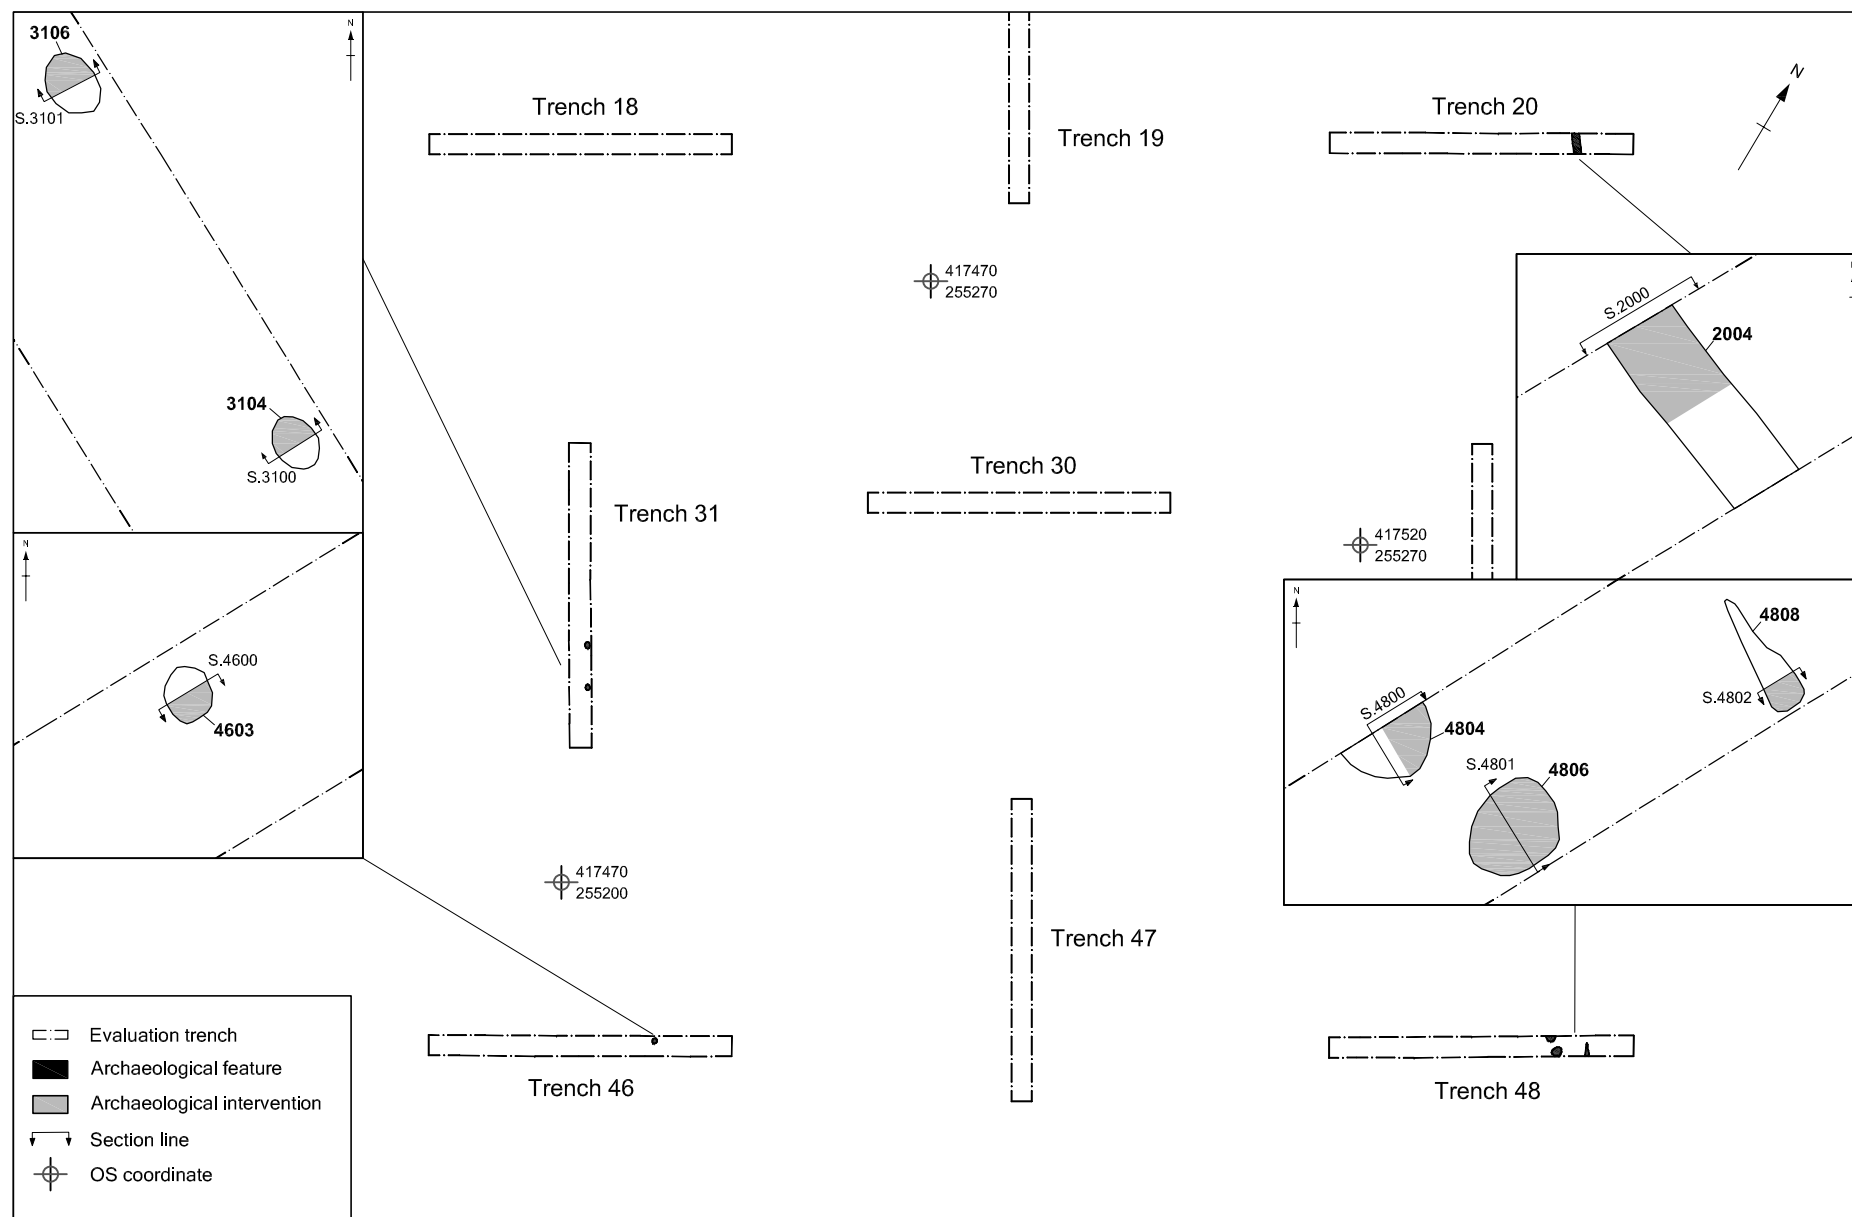 3106
N
S.3101
3104
S.3100
N
S.4600
4603
Trench 18
Trench 19
Trench 20
N
417470
255270
S.2000
2004
Trench 31
Trench 30
417520
255270
N
4808
S.4802
S.4800
4804
S.4801
4806
417470
255200
Trench 47
Trench 46
Trench 48
Evaluation trench
Archaeological feature
Archaeological intervention
Section line
OS coordinate